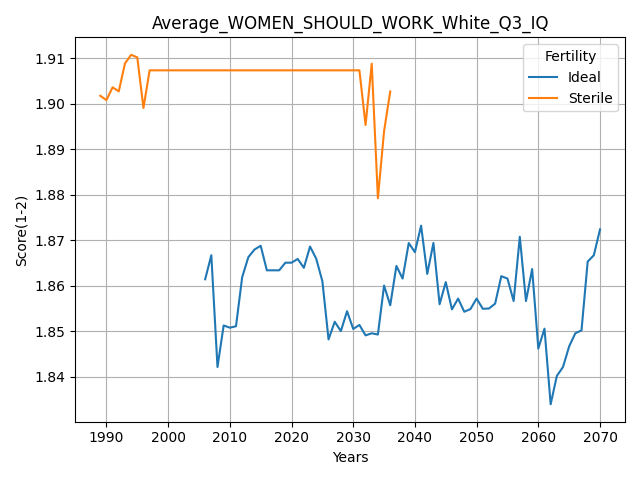 Average_WOMEN_SHOULD_WORK_White_Q3_IQ
Fertility
Ideal
Sterile
Score(1-2)
1.91
1.90
1.89
1.88
1.87
1.86
1.85
1.84
1990 2000 2010 2020 2030 2040 2050 2060 2070
Years